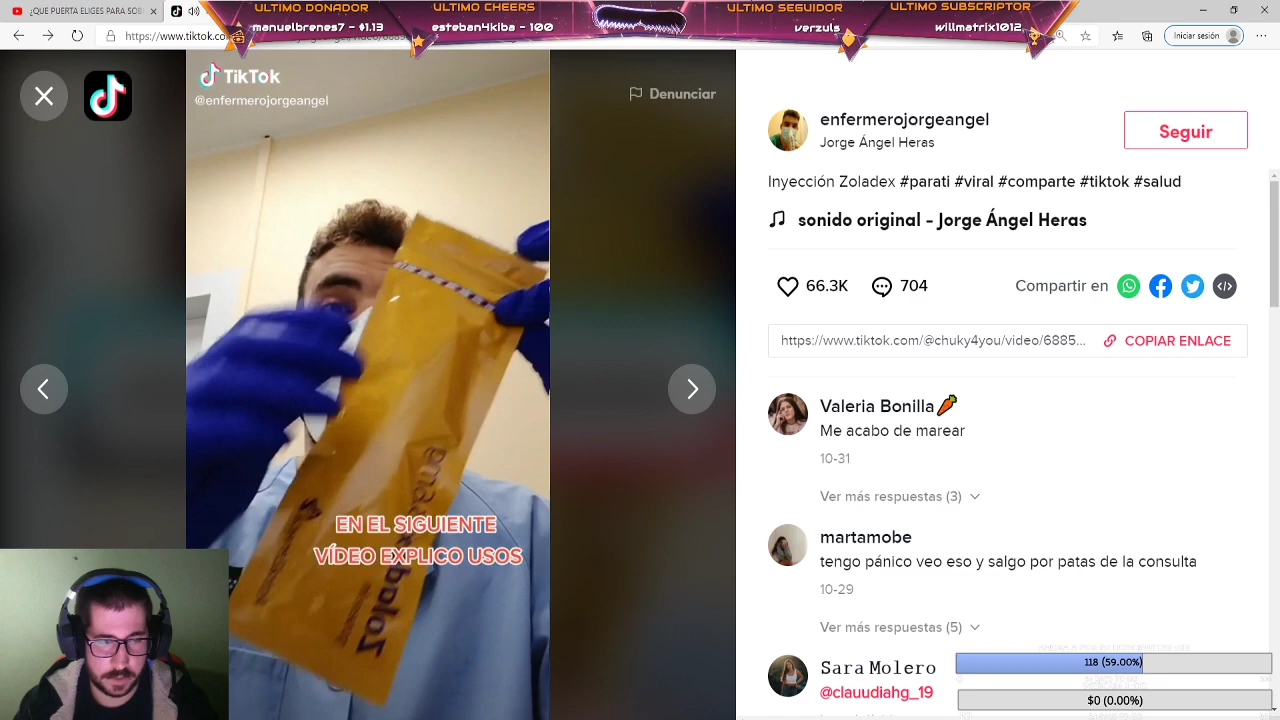 ¿QUERTA ELIGES PARA SOB
ULTIMO DONADOR
manuelbrenes7 - $1.13
ULTIMO CHEERS
esteban4kiba - 100
ULTIMO SEGUIDOR
verzuls
ULTIMO SUBSCRIPTOR
willmatrix1012
https://www.tiktok.co
Iniciar sesión
TikTok
@enfermerojorgeangel
Denunciar
EN EL SIGUIENTE
VÍDEO EXPLICO USOS
Zoladex
enfermerojorgeangel
Jorge Ángel Heras
Seguir
Inyección Zoladex #parati #viral #comparte #tiktok #salud
sonido original - Jorge Ángel Heras
66.3K
704
Compartir en
https://www.tiktok.com/@chuky4you/video/6885...
COPIAR ENLACE
Valeria Bonilla
Me acabo de marear
10-31
Ver más respuestas (3)
martamobe
tengo pánico veo eso y salgo por patas de la consulta
10-29
Ver más respuestas (5)
Sara Molero
@clauudiahg_19
118 (59.00%)
$0 (0.00%)